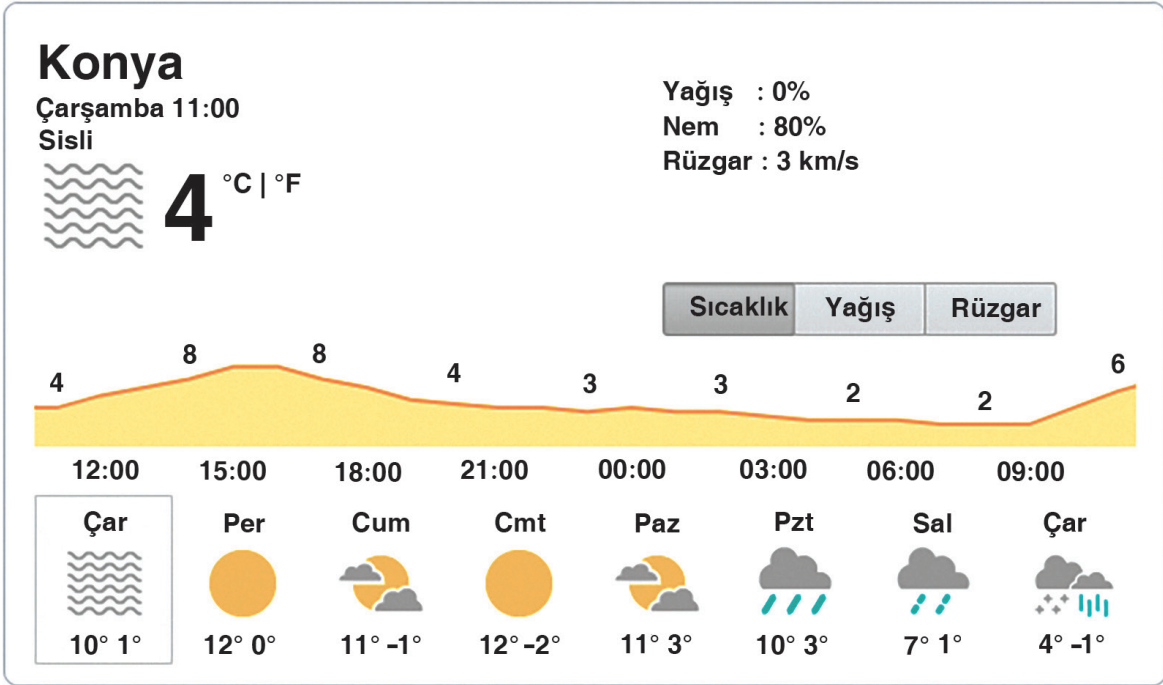 Konya
Çarşamba 11:00
Sisli
4 °C | °F
Yağış : 0%
Nem : 80%
Rüzgar : 3 km/s
Sıcaklık Yağış Rüzgar
4 8 8 4 3 3 2 2 6
12:00 15:00 18:00 21:00 00:00 03:00 06:00 09:00
Çar Per Cum Cmt Paz Pzt Sal Çar
10° 1° 12° 0° 11° –1° 12° –2° 11° 3° 10° 3° 7° 1° 4° –1°